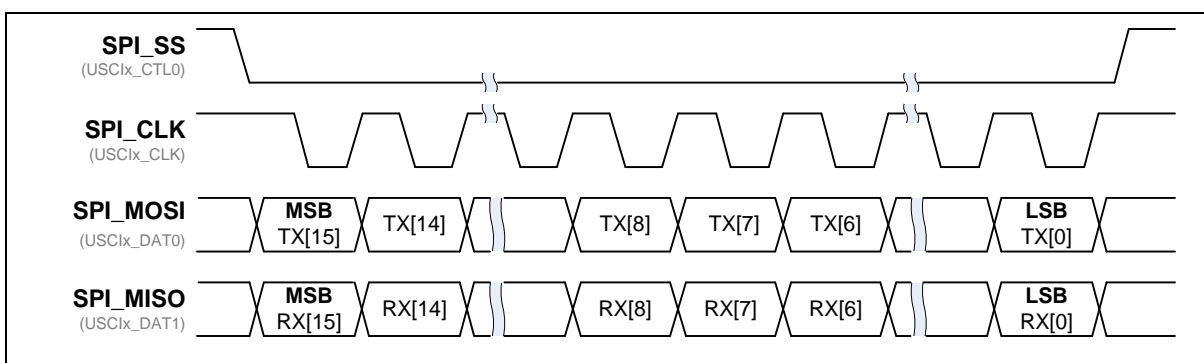 SPI_SS
(USCIx_CTL0)
SPI_CLK
(USCIx_CLK)
SPI_MOSI
(USCIx_DAT0)
MSB
TX[15]
TX[14]
TX[8]
TX[7]
TX[6]
LSB
TX[0]
SPI_MISO
(USCIx_DAT1)
MSB
RX[15]
RX[14]
RX[8]
RX[7]
RX[6]
LSB
RX[0]